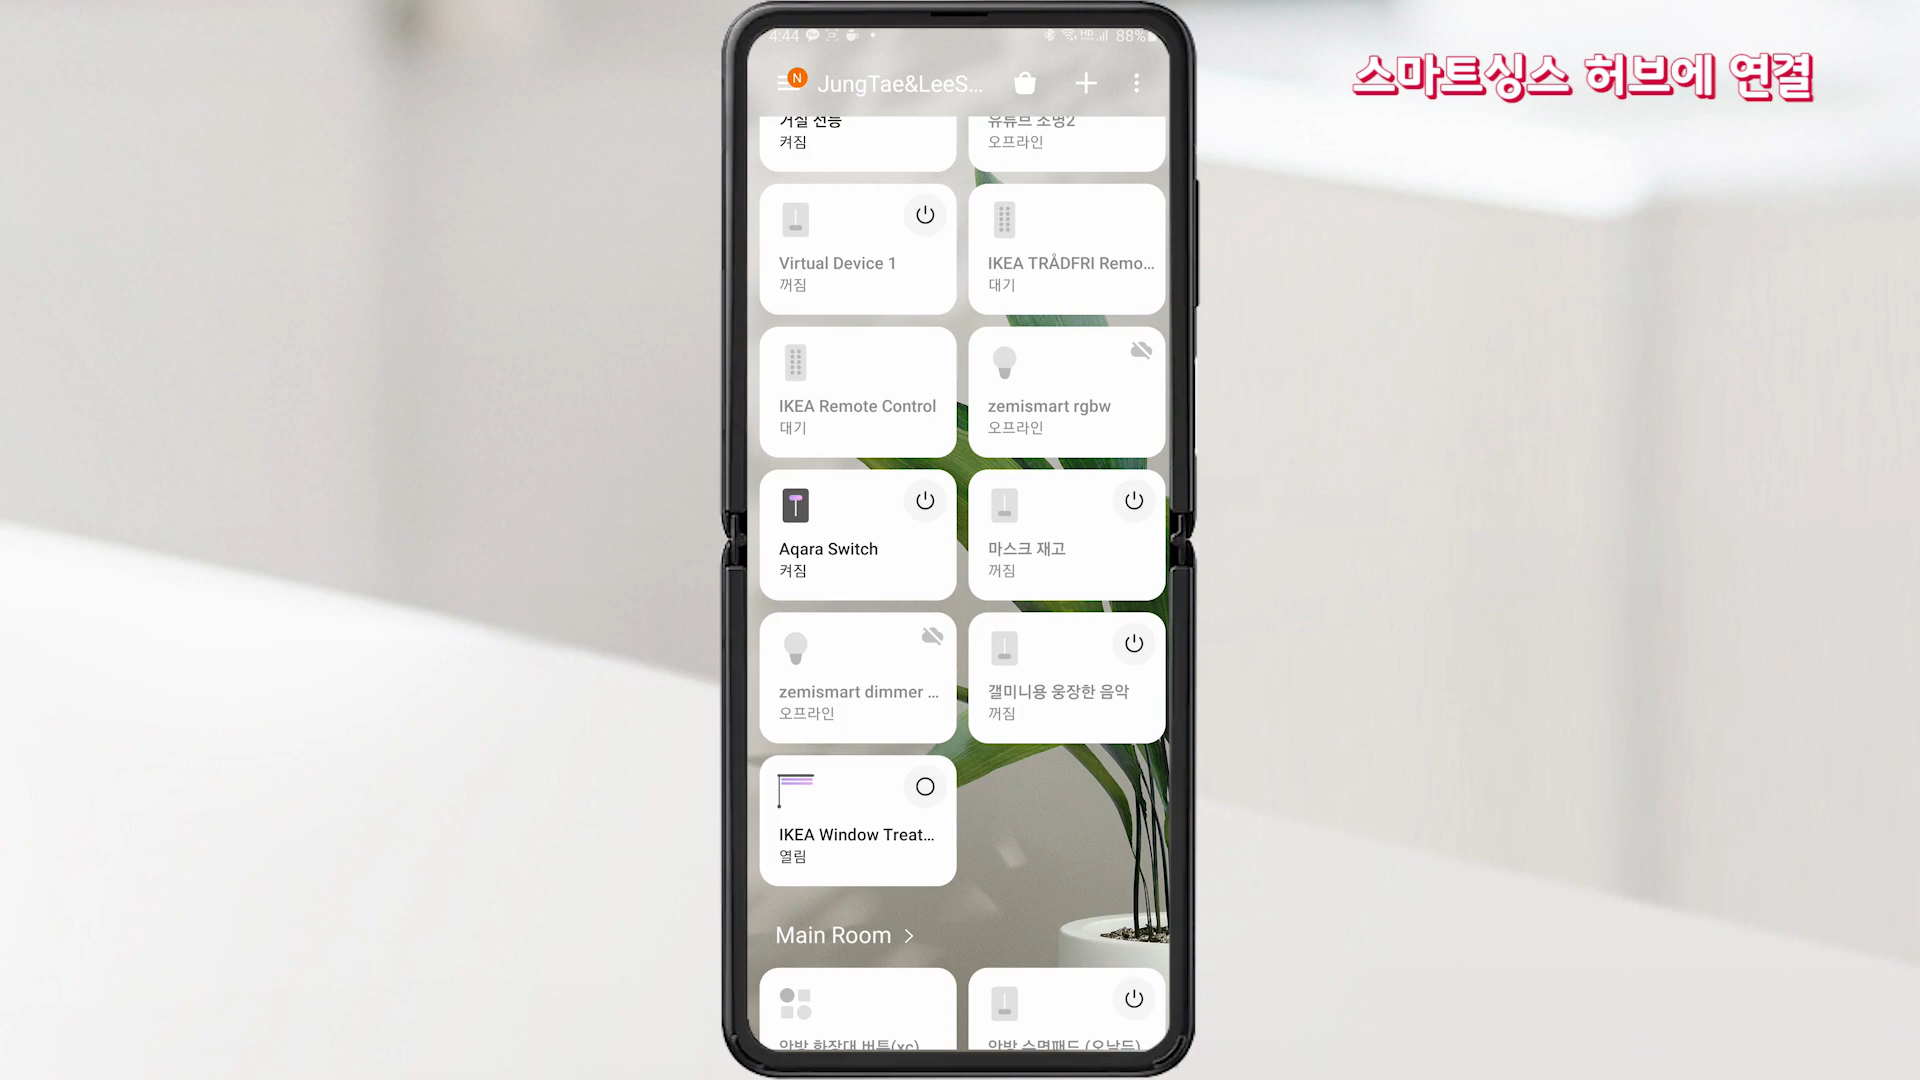 스마트싱스 허브에 연결
4:44
88%
N
JungTae&LeeS...
거실 전등
켜짐
유튜브 조명2
오프라인
Virtual Device 1
꺼짐
IKEA TRÅDFRI Remo...
대기
IKEA Remote Control
대기
zemismart rgbw
오프라인
Aqara Switch
켜짐
마스크 재고
꺼짐
zemismart dimmer ...
오프라인
갤미니용 웅장한 음악
꺼짐
IKEA Window Treat...
열림
Main Room >
안방 화장대 버튼(xc)
안방 수면패드 (오남드)